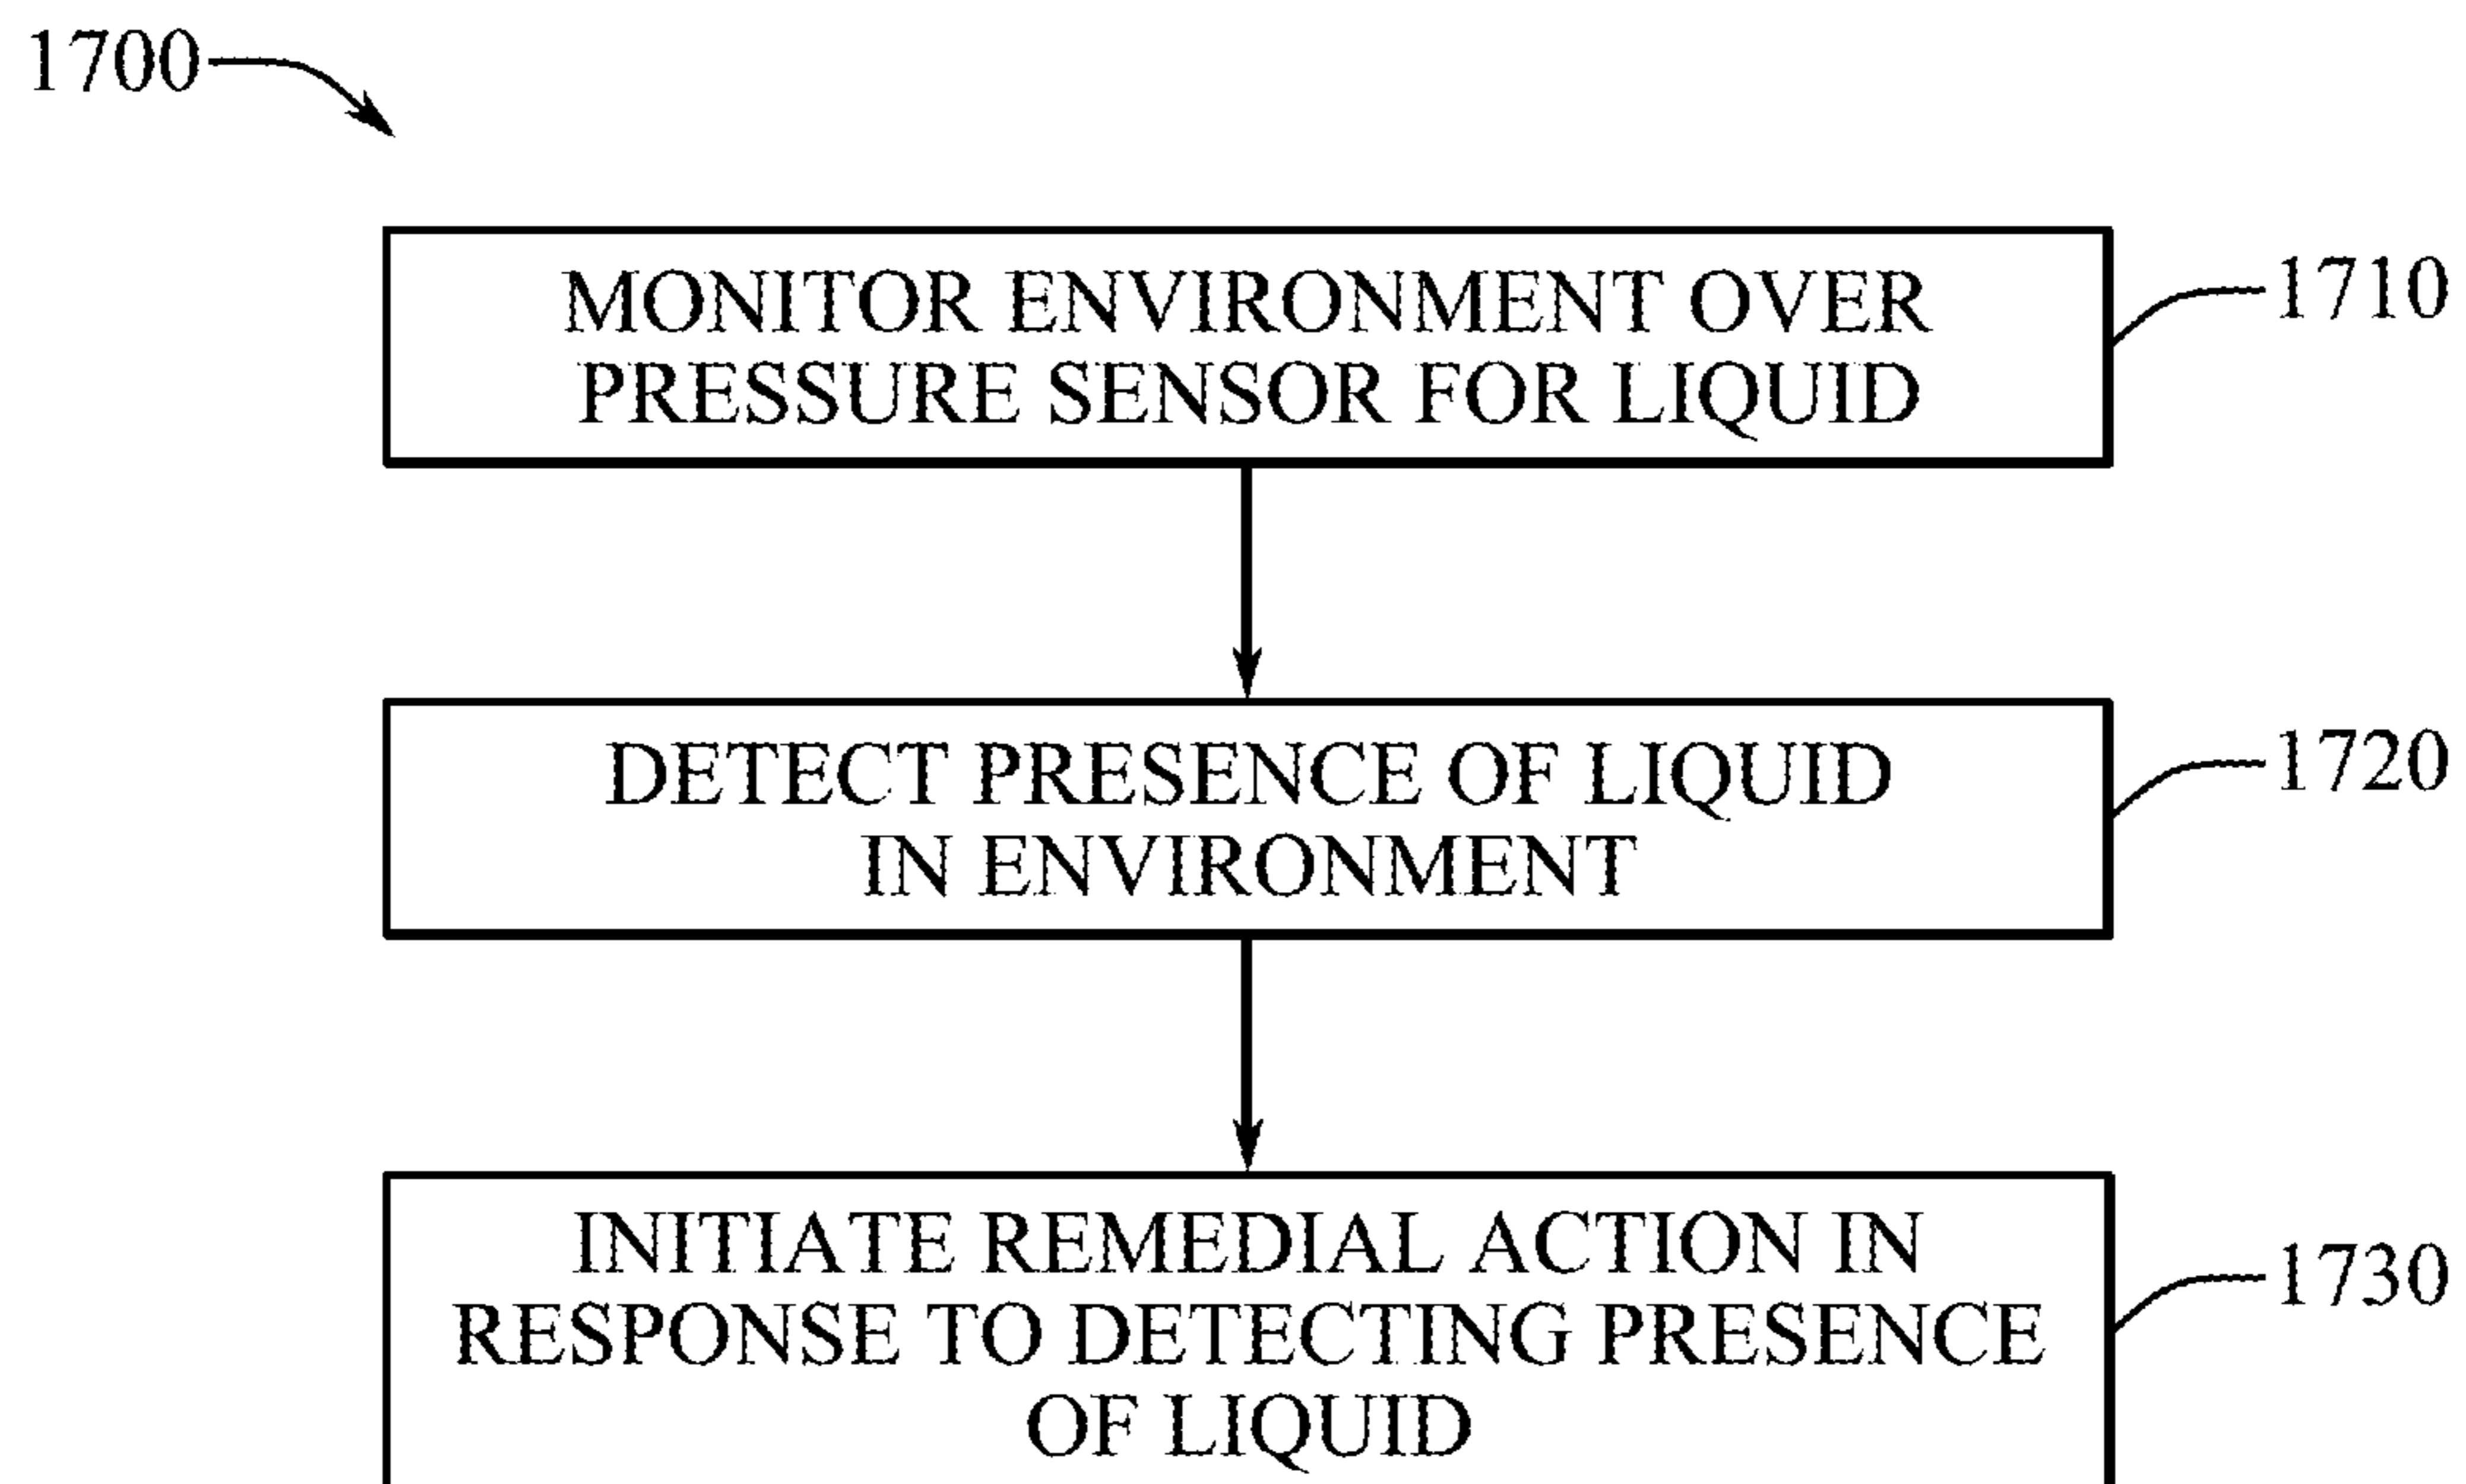 1700
MONITOR ENVIRONMENT OVER
PRESSURE SENSOR FOR LIQUID
1710
DETECT PRESENCE OF LIQUID
IN ENVIRONMENT
1720
INITIATE REMEDIAL ACTION IN
RESPONSE TO DETECTING PRESENCE
OF LIQUID
1730